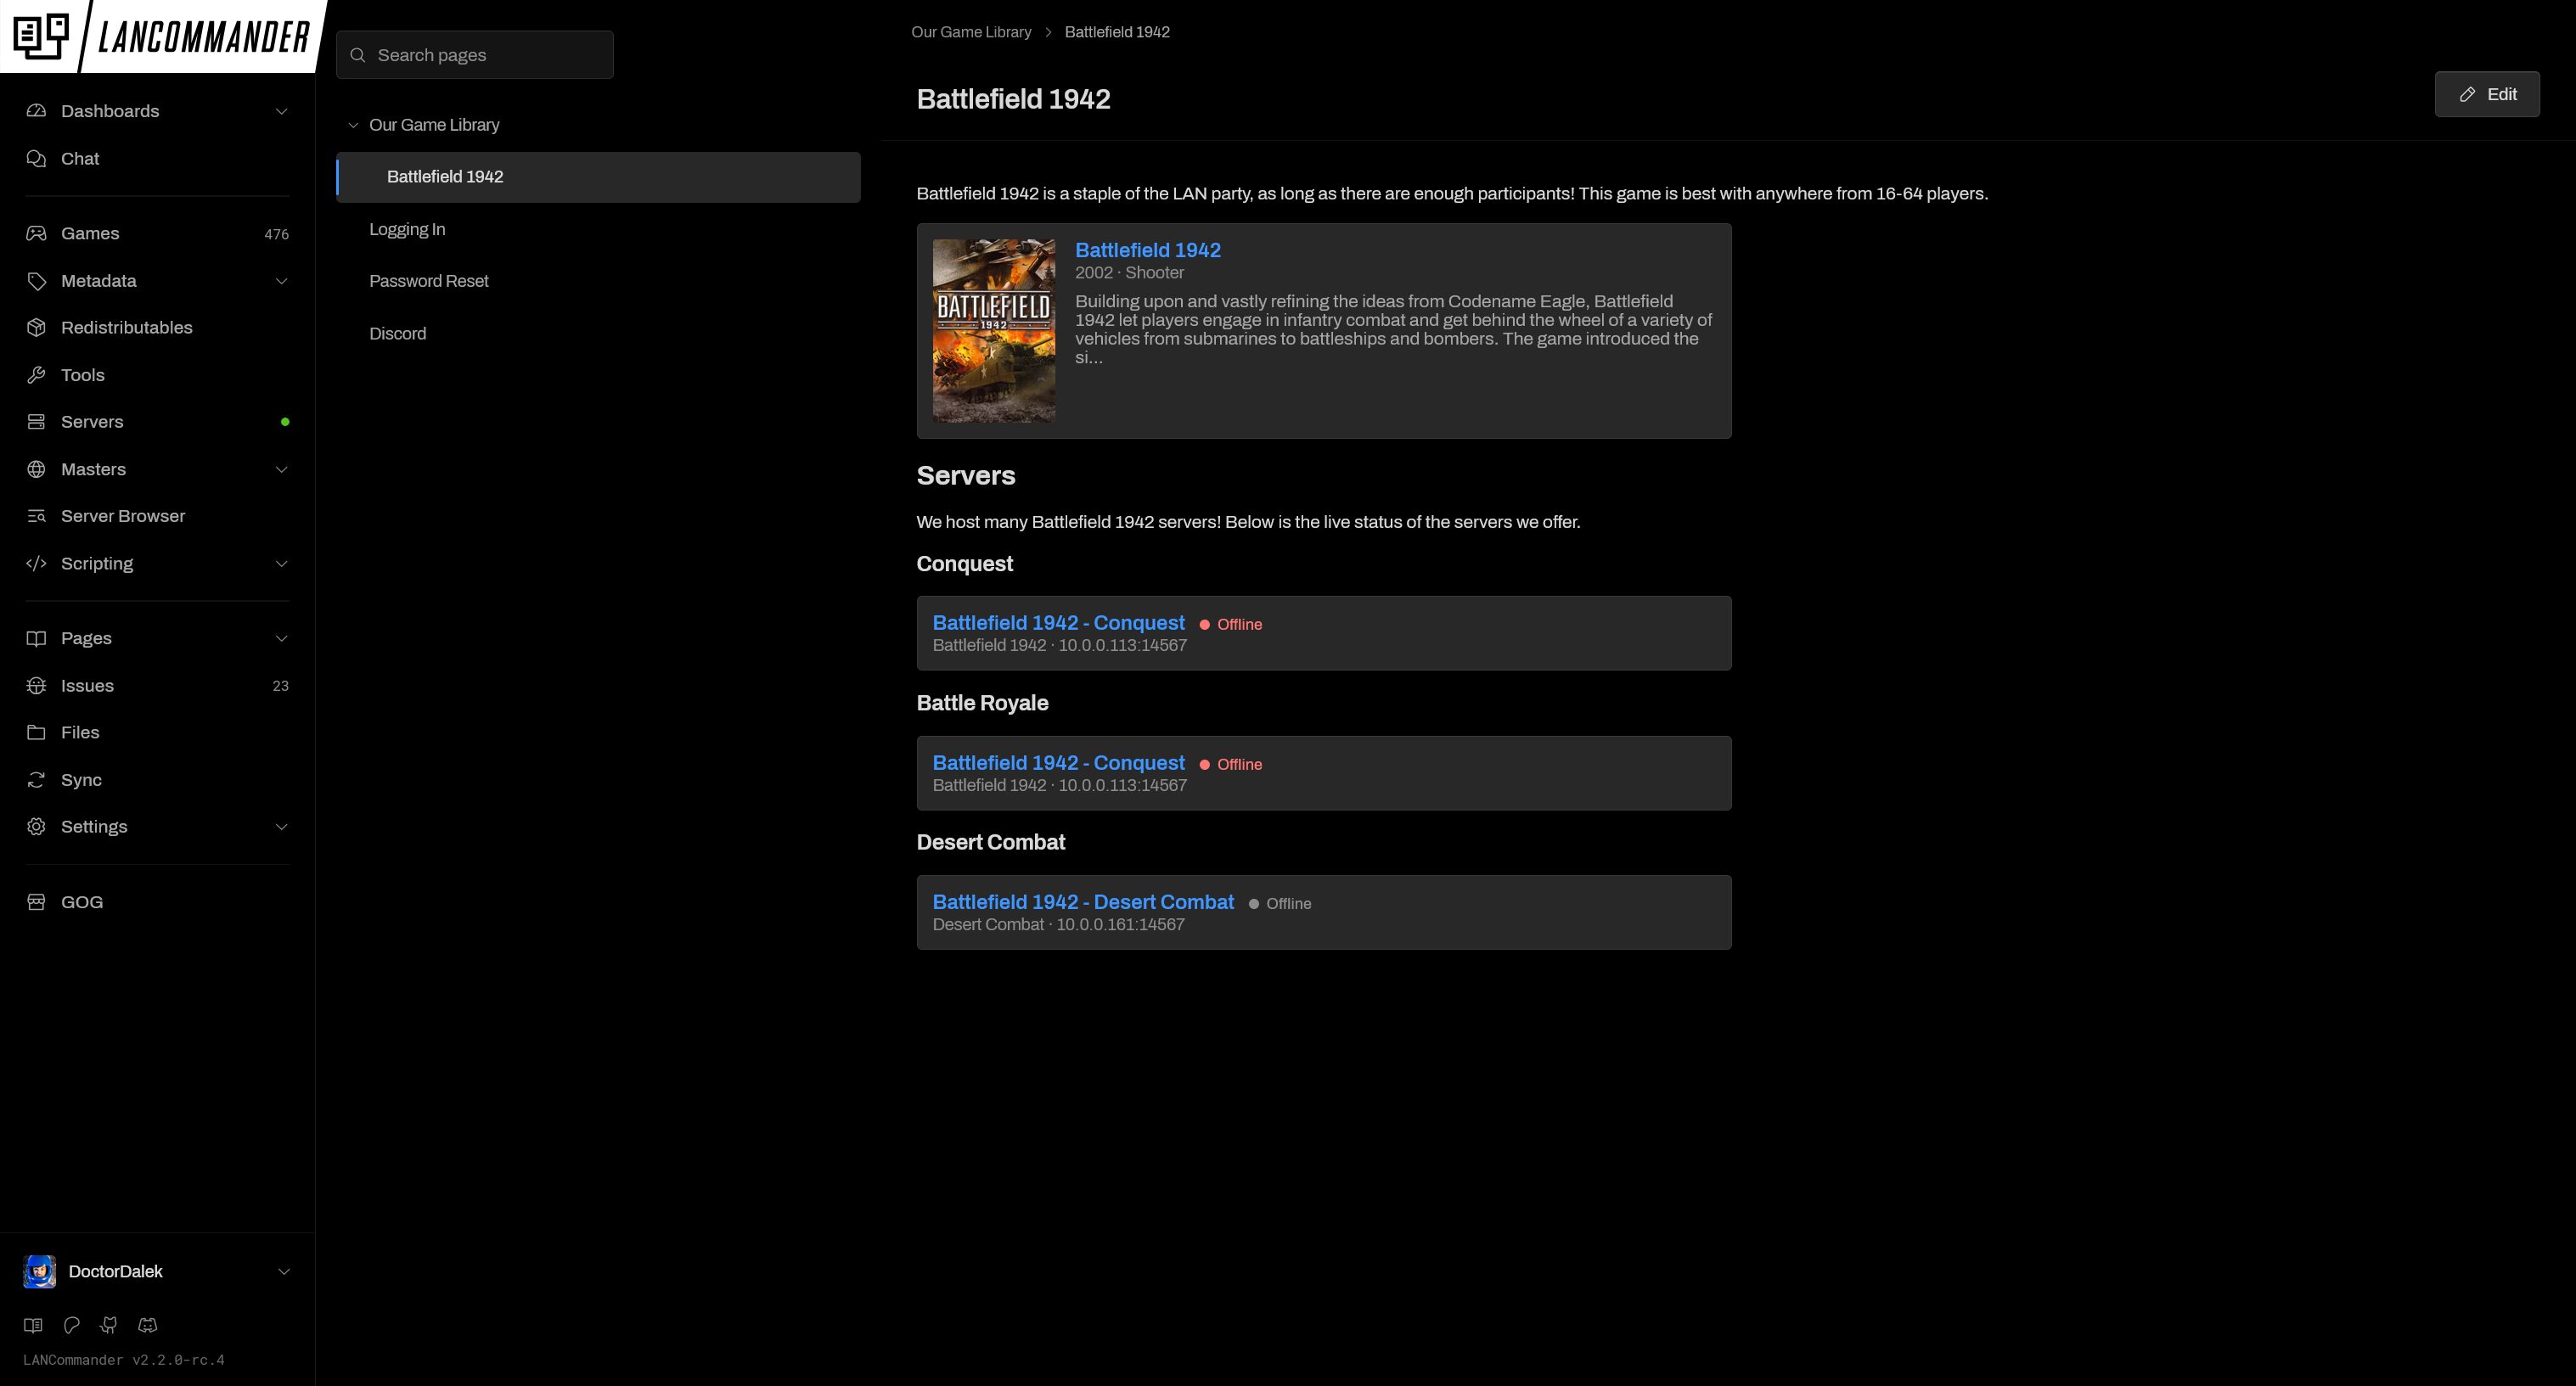 LANCOMMANDER
Dashboards
Chat
Games 476
Metadata
Redistributables
Tools
Servers
Masters
Server Browser
Scripting
Pages
Issues 23
Files
Sync
Settings
GOG
DoctorDalek
LANCommander v2.2.0-rc.4
Search pages
Our Game Library
Battlefield 1942
Logging In
Password Reset
Discord
Our Game Library > Battlefield 1942
Battlefield 1942
Edit
Battlefield 1942 is a staple of the LAN party, as long as there are enough participants! This game is best with anywhere from 16-64 players.
BATTLEFIELD
1942
Battlefield 1942
2002 · Shooter
Building upon and vastly refining the ideas from Codename Eagle, Battlefield
1942 let players engage in infantry combat and get behind the wheel of a variety of
vehicles from submarines to battleships and bombers. The game introduced the
si...
Servers
We host many Battlefield 1942 servers! Below is the live status of the servers we offer.
Conquest
Battlefield 1942 - Conquest Offline
Battlefield 1942 · 10.0.0.113:14567
Battle Royale
Battlefield 1942 - Conquest Offline
Battlefield 1942 · 10.0.0.113:14567
Desert Combat
Battlefield 1942 - Desert Combat Offline
Desert Combat · 10.0.0.161:14567